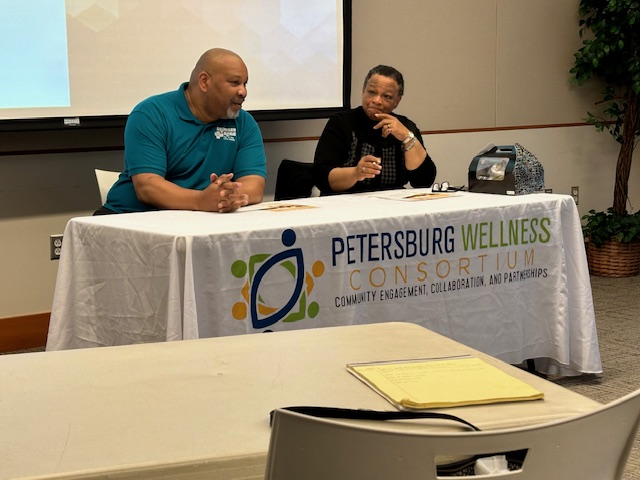 PETERSBURG WELLNESS
CONSORTIUM
COMMUNITY ENGAGEMENT, COLLABORATION, AND PARTNERSHIPS